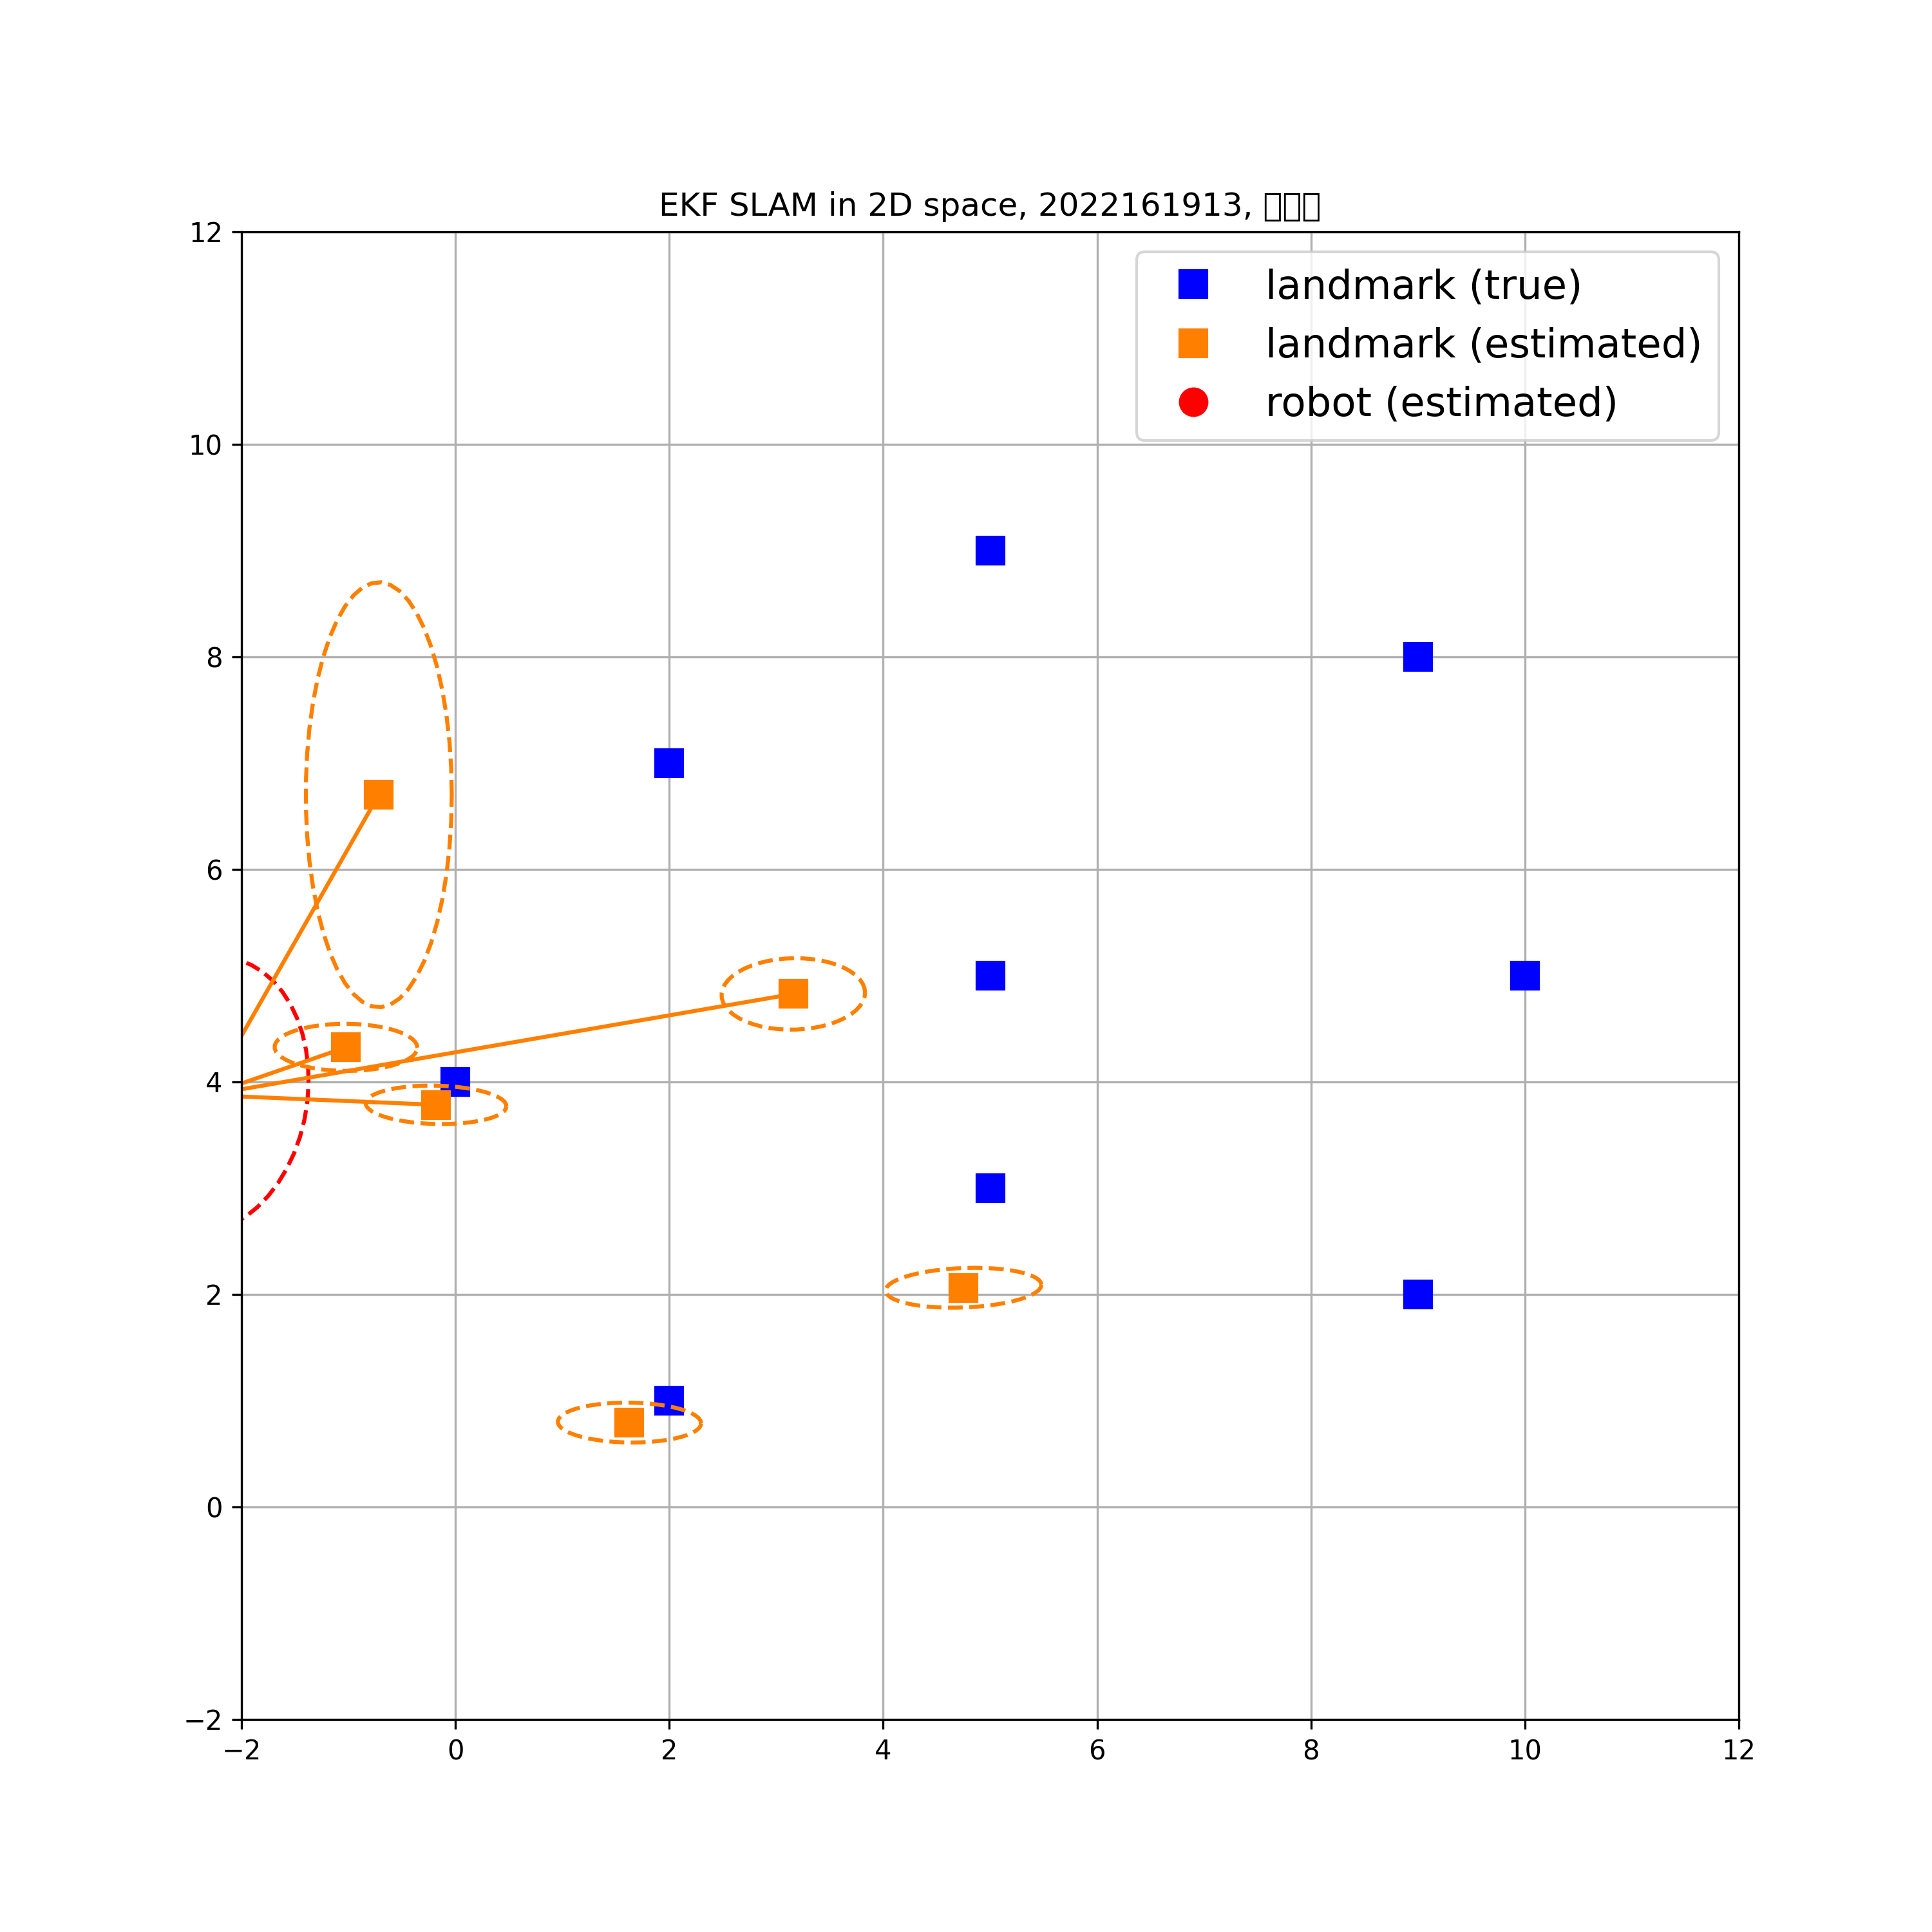 EKF SLAM in 2D space, 2022161913,
landmark (true)
landmark (estimated)
robot (estimated)
12
10
8
6
4
2
0
−2
−2 0 2 4 6 8 10 12